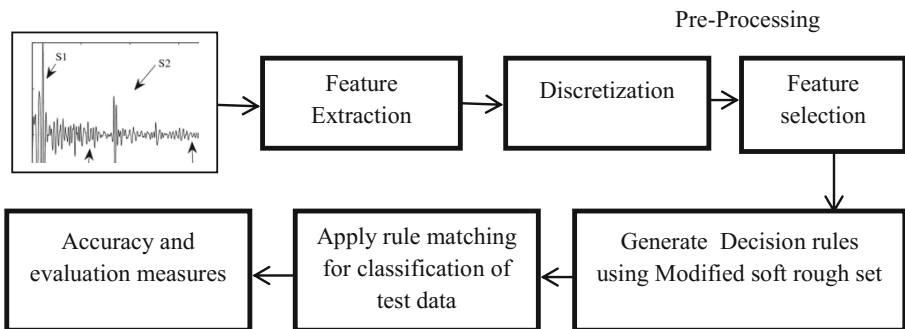 Pre-Processing
S1
S2
Feature
Extraction
Discretization
Feature
selection
Generate Decision rules
using Modified soft rough set
Apply rule matching
for classification of
test data
Accuracy and
evaluation measures